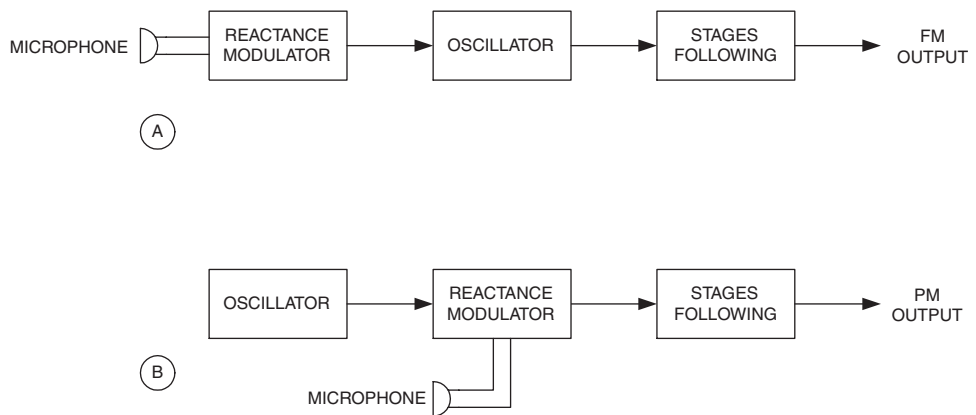 MICROPHONE
REACTANCE
MODULATOR
OSCILLATOR
STAGES
FOLLOWING
FM
OUTPUT
A
OSCILLATOR
REACTANCE
MODULATOR
STAGES
FOLLOWING
PM
OUTPUT
B
MICROPHONE